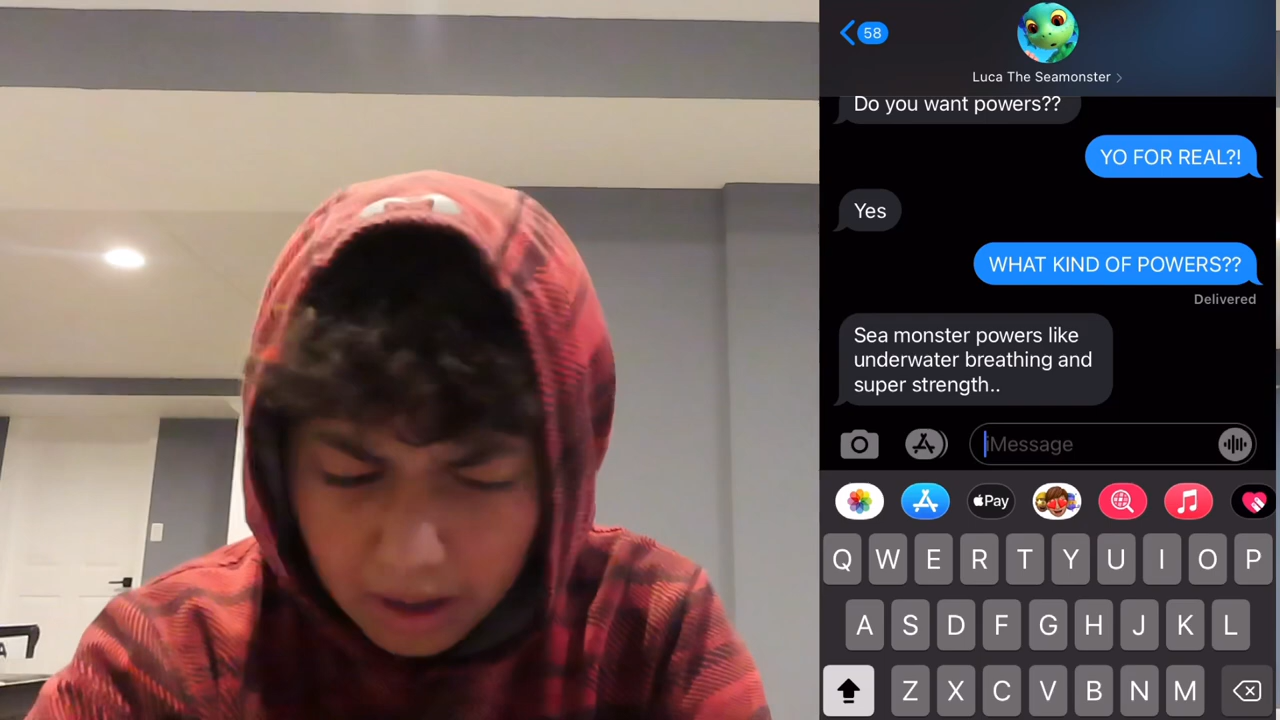 58
Luca The Seamonster
Do you want powers??
YO FOR REAL?!
Yes
WHAT KIND OF POWERS??
Delivered
Sea monster powers like
underwater breathing and
super strength..
iMessage
Pay
Q W E R T Y U I O P
A S D F G H J K L
Z X C V B N M